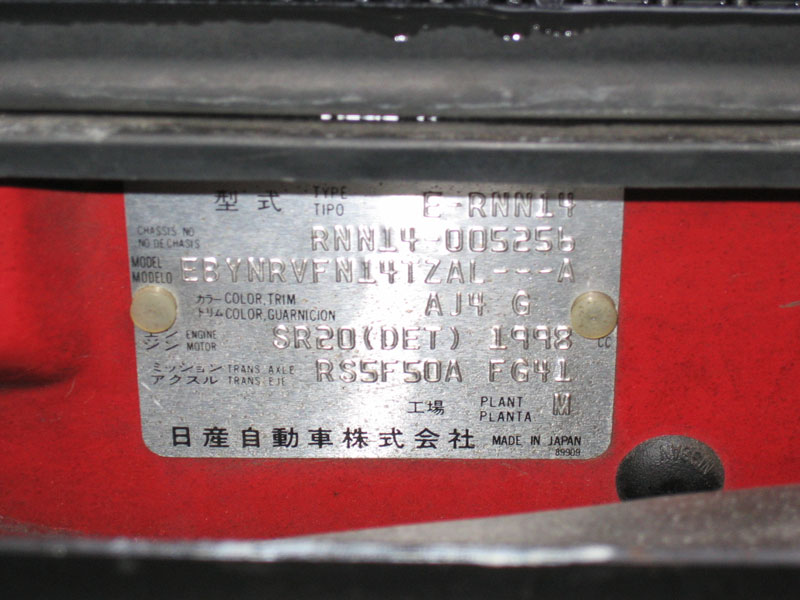 型式 TYPE TIPO E-RNN14
CHASSIS NO NO DE CHASIS RNN14-005256
MODEL MODELO EBYNRVFN14TZAL---A
カラー COLOR,TRIM トリム COLOR,GUARNICION AJ4 G
エンジン ENGINE MOTOR SR20(DET) 1998 CC
ミッション TRANS. AXLE アクスル TRANS. EJE RS5F50A FG41
工場 PLANT PLANTA M
日産自動車株式会社 MADE IN JAPAN
89909
NISSAN